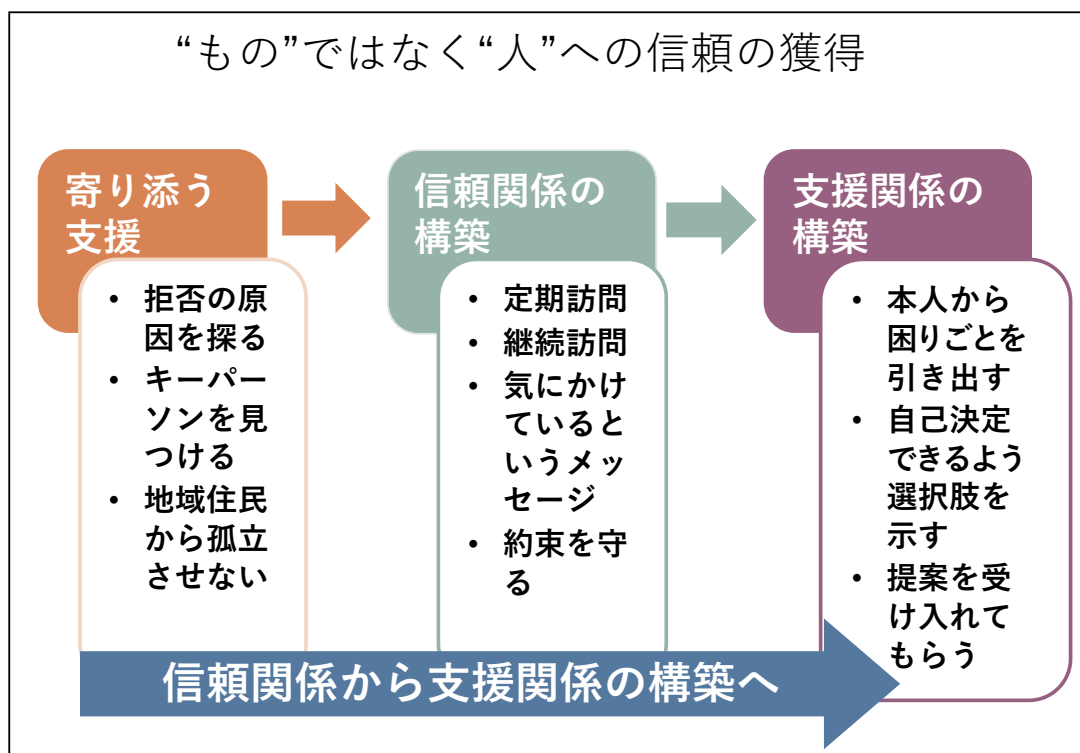 “もの”ではなく“人”への信頼の獲得
寄り添う
支援
• 拒否の原
因を探る
• キーパー
ソンを見
つける
• 地域住民
から孤立
させない
信頼関係の
構築
• 定期訪問
• 継続訪問
• 気にかけ
ているると
いうメッ
セージ
• 約束を守
る
支援関係の
構築
• 本人から
困りごとを
引き出す
• 自己決定
できるよう
選択肢を
示す
• 提案を受
け入れて
もらう
信頼関係から支援関係の構築へ